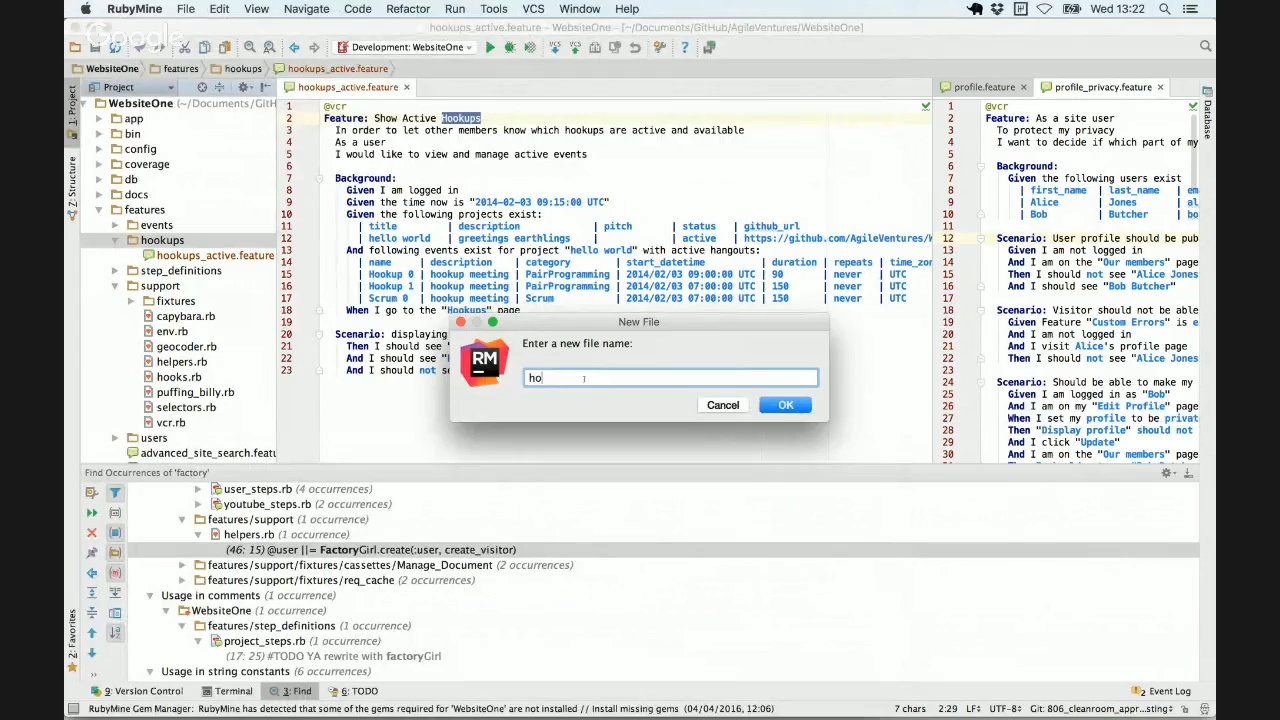 RubyMine File Edit View Navigate Code Refactor Run Tools VCS Window Help Wed 13:22
hookups_active.feature - [~/Documents/GitHub/AgileVentures/WebsiteOne]
Google
Development: WebsiteOne
WebsiteOne features hookups hookups_active.feature
Project
hookups_active.feature
profile.feature
profile_privacy.feature
1: Project
Z: Structure
2: Favorites
Database
WebsiteOne (~/Documents/GitH
app
bin
config
coverage
db
docs
features
events
hookups
hookups_active.feature
step_definitions
support
fixtures
capybara.rb
env.rb
geocoder.rb
helpers.rb
hooks.rb
puffing_billy.rb
selectors.rb
vcr.rb
users
advanced_site_search.featu
1 @vcr
2 Feature: Show Active Hookups
3 In order to let other members know which hookups are active and available
4 As a user
5 I would like to view and manage active events
6
7 Background:
8 Given I am logged in
9 Given the time now is "2014-02-03 09:15:00 UTC"
10 Given the following projects exist:
11 | title | description | pitch | status | github_url
12 | hello world | greetings earthlings | | active | https://github.com/AgileVentures/W
13 And following events exist for project "hello world" with active hangouts:
14 | name | description | category | start_datetime | duration | repeats | time_zon
15 | Hookup 0 | hookup meeting | PairProgramming | 2014/02/03 09:00:00 UTC | 90 | never | UTC
16 | Hookup 1 | hookup meeting | PairProgramming | 2014/02/03 07:00:00 UTC | 150 | never | UTC
17 | Scrum 0 | hookup meeting | Scrum | 2014/02/03 07:00:00 UTC | 150 | never | UTC
18 When I go to the "Hookups" page
19
20 Scenario: displaying
21 Then I should see "
22 And I should see "
23 And I should not s
1 @vcr
2 Feature: As a site user
3 To protect my privacy
4 I want to decide if which part of my
5
6 Background:
7 Given the following users exist
8 | first_name | last_name | em
9 | Alice | Jones | al
10 | Bob | Butcher | bo
11
12 Scenario: User profile should be pub
13 Given I am logged in
14 And I am on the "Our members" page
15 Then I should not see "Alice Jones
16 And I should see "Bob Butcher"
17
18 Scenario: Visitor should not be able
19 Given Feature "Custom Errors" is e
20 And I am not logged in
21 And I visit Alice's profile page
22 Then I should not see "Alice Jones
23
24 Scenario: Should be able to make my
25 Given I am logged in as "Bob"
26 And I am on my "Edit Profile" page
27 When I set my profile to be privat
28 Then "Display profile" should not
29 And I click "Update"
30 And I am on the "Our members" page
New File
RM
Enter a new file name:
ho
Cancel
OK
Find Occurrences of 'factory'
user_steps.rb (4 occurrences)
youtube_steps.rb (2 occurrences)
features/support (1 occurrence)
helpers.rb (1 occurrence)
(46: 15) @user ||= FactoryGirl.create(:user, create_visitor)
features/support/fixtures/cassettes/Manage_Document (2 occurrences)
features/support/fixtures/req_cache (2 occurrences)
Usage in comments (1 occurrence)
WebsiteOne (1 occurrence)
features/step_definitions (1 occurrence)
project_steps.rb (1 occurrence)
(17: 25) #TODO YA rewrite with factoryGirl
Usage in string constants (6 occurrences)
9: Version Control Terminal 3: Find 6: TODO 2 Event Log
RubyMine Gem Manager: RubyMine has detected that some of the gems required for 'WebsiteOne' are not installed // Install missing gems (04/04/2016, 12:06) 7 chars 2:29 LF÷ UTF-8÷ Git: 806_cleanroom_appr...sting÷